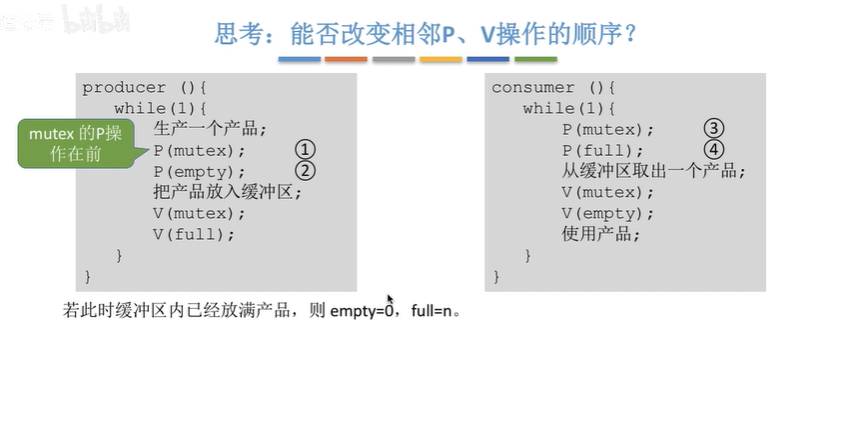 思考：能否改变相邻P、V操作的顺序？
producer (){
while(1){
生产一个产品;
P(mutex); ①
P(empty); ②
把产品放入缓冲区;
V(mutex);
V(full);
}
}
mutex 的P操
作在前
consumer (){
while(1){
P(mutex); ③
P(full); ④
从缓冲区取出一个产品;
V(mutex);
V(empty);
使用产品;
}
}
若此时缓冲区内已经放满产品，则 empty=0，full=n。